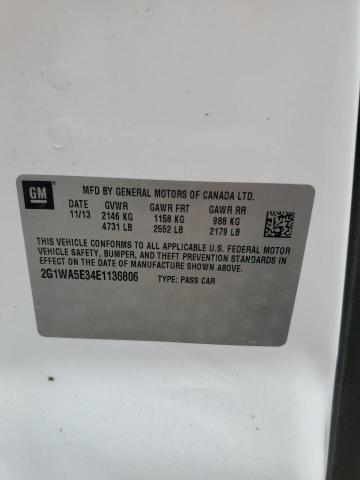 GM
MFD BY GENERAL MOTORS OF CANADA LTD.
DATE GVWR GAWR FRT GAWR RR
11/13 2146 KG 1158 KG 988 KG
4731 LB 2552 LB 2179 LB
THIS VEHICLE CONFORMS TO ALL APPLICABLE U.S. FEDERAL MOTOR
VEHICLE SAFETY, BUMPER, AND THEFT PREVENTION STANDARDS IN
EFFECT ON THE DATE OF MANUFACTURE SHOWN ABOVE.
2G1WA5E34E1136806 TYPE: PASS CAR